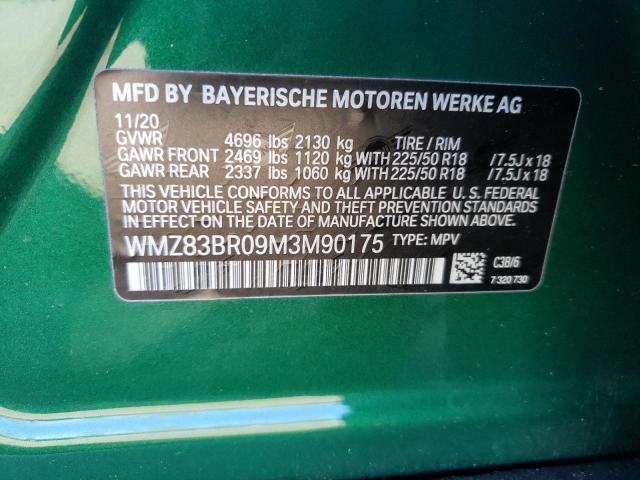 MFD BY BAYERISCHE MOTOREN WERKE AG
11/20
GVWR 4696 lbs 2130 kg TIRE / RIM
GAWR FRONT 2469 lbs 1120 kg WITH 225/50 R18 /7.5J x 18
GAWR REAR 2337 lbs 1060 kg WITH 225/50 R18 /7.5J x 18
THIS VEHICLE CONFORMS TO ALL APPLICABLE U.S. FEDERAL
MOTOR VEHICLE SAFETY AND THEFT PREVENTION STANDARDS
IN EFFECT ON THE DATE OF MANUFACTURE SHOWN ABOVE.
WMZ83BR09M3M90175 TYPE: MPV
C3B/6
7 320 730